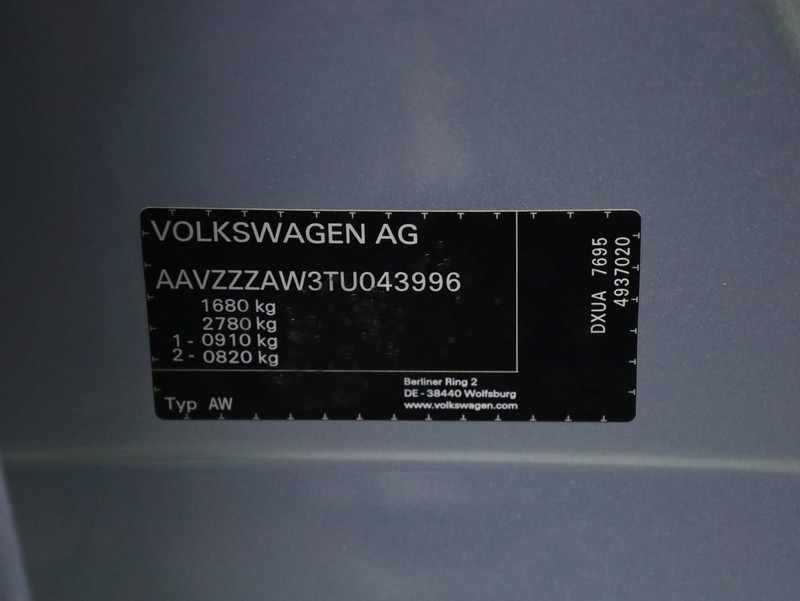 VOLKSWAGEN AG
AAVZZZAW3TU043996
1680 kg
2780 kg
1 - 0910 kg
2 - 0820 kg
Typ AW
Berliner Ring 2
DE - 38440 Wolfsburg
www.volkswagen.com
DXUA 7695
4937020